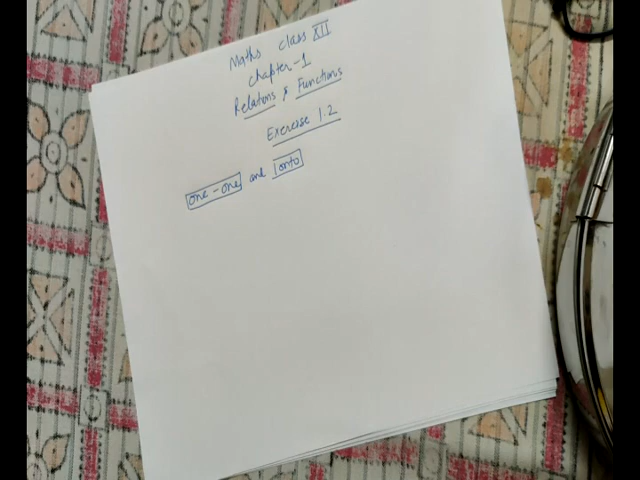 Maths class XII
chapter-1
Relations & Functions
Exercise 1.2
one-one and onto